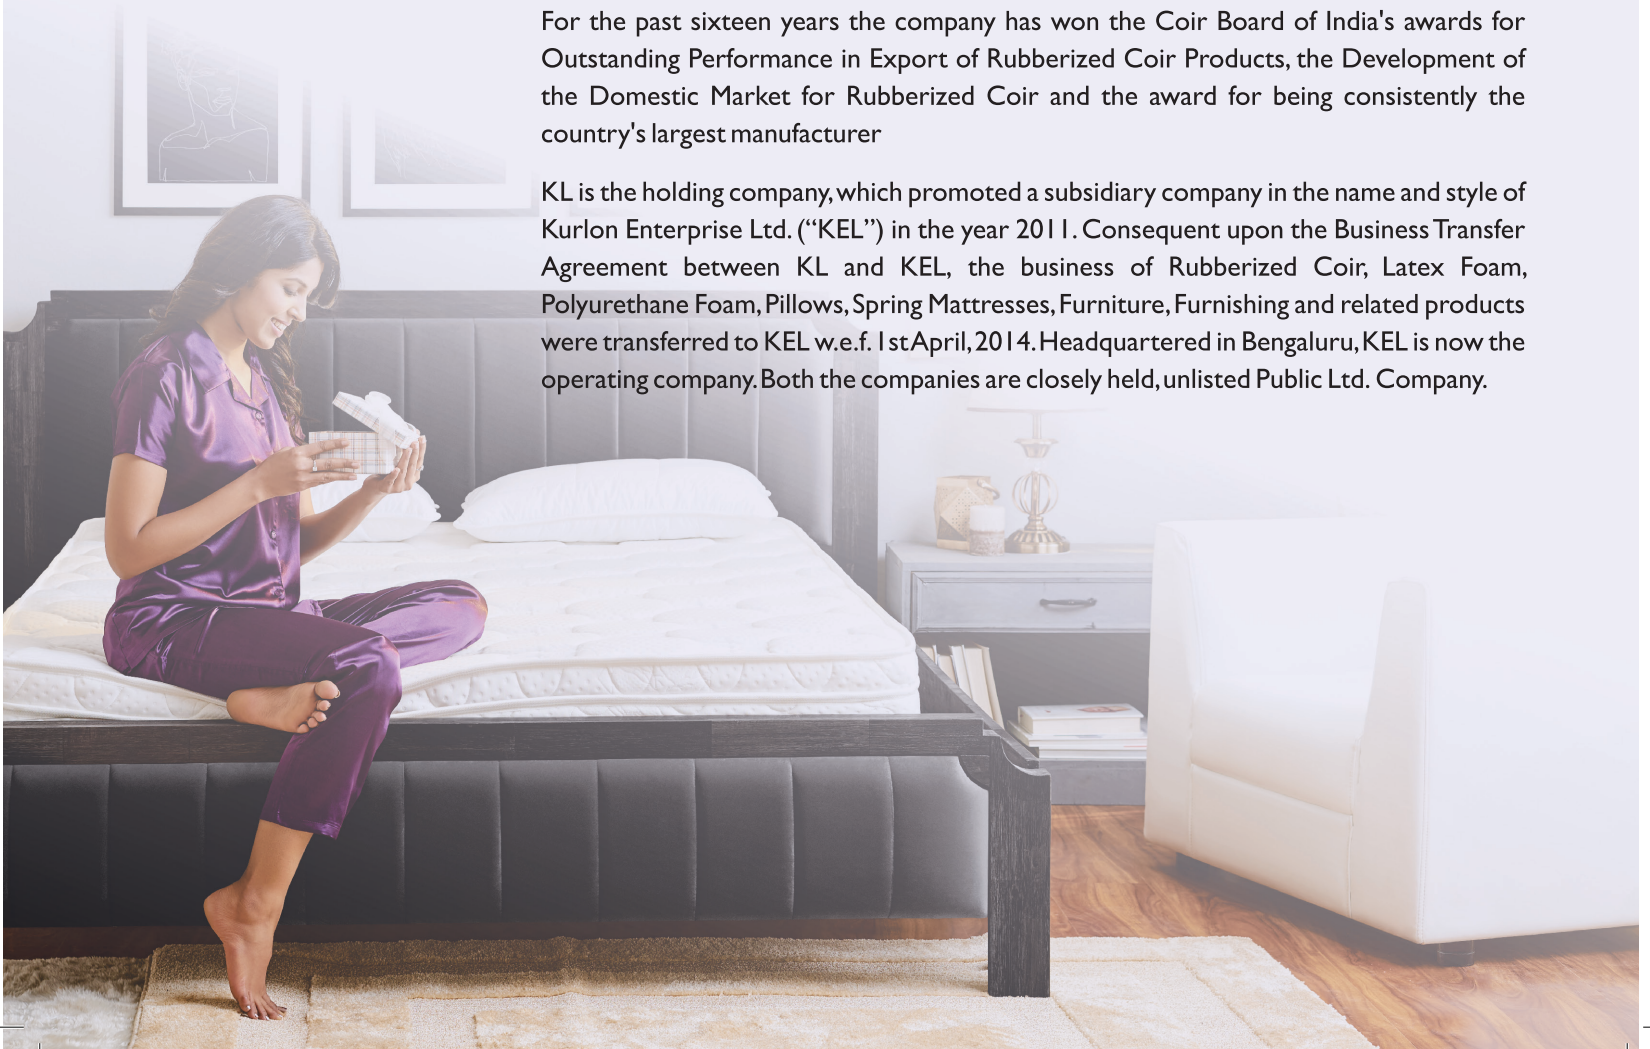 For the past sixteen years the company has won the Coir Board of India's awards for
Outstanding Performance in Export of Rubberized Coir Products, the Development of
the Domestic Market for Rubberized Coir and the award for being consistently the
country's largest manufacturer
KL is the holding company, which promoted a subsidiary company in the name and style of
Kurlon Enterprise Ltd. (“KEL”) in the year 2011. Consequent upon the Business Transfer
Agreement between KL and KEL, the business of Rubberized Coir, Latex Foam,
Polyurethane Foam, Pillows, Spring Mattresses, Furniture, Furnishing and related products
were transferred to KEL w.e.f. 1st April, 2014. Headquartered in Bengaluru, KEL is now the
operating company. Both the companies are closely held, unlisted Public Ltd. Company.